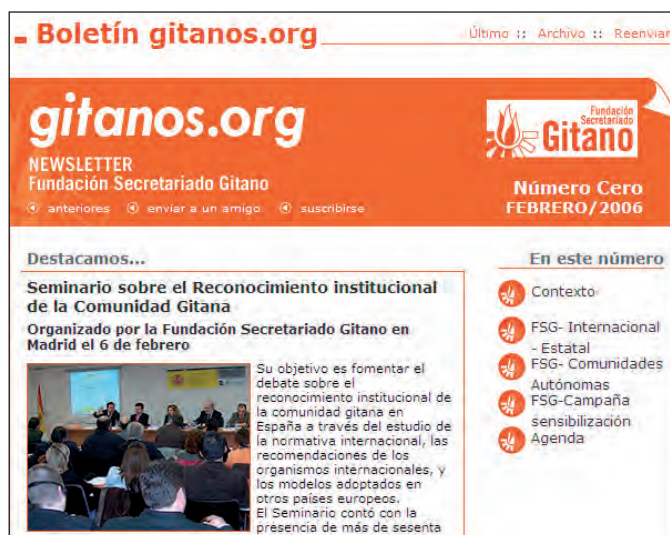 Boletín gitanos.org
Último :: Archivo :: Reenviar
gitanos.org
NEWSLETTER
Fundación Secretariado Gitano
anteriores enviar a un amigo suscribirse
Fundación
Secretariado
Gitano
Número Cero
FEBRERO/2006
Destacamos...
Seminario sobre el Reconocimiento institucional
de la Comunidad Gitana
Organizado por la Fundación Secretariado Gitano en
Madrid el 6 de febrero
Su objetivo es fomentar el
debate sobre el
reconocimiento institucional de
la comunidad gitana en
España a través del estudio de
la normativa internacional, las
recomendaciones de los
organismos internacionales, y
los modelos adoptados en
otros países europeos.
El Seminario contó con la
presencia de más de sesenta
En este número
Contexto
FSG- Internacional
- Estatal
FSG- Comunidades
Autónomas
FSG-Campaña
sensibilización
Agenda